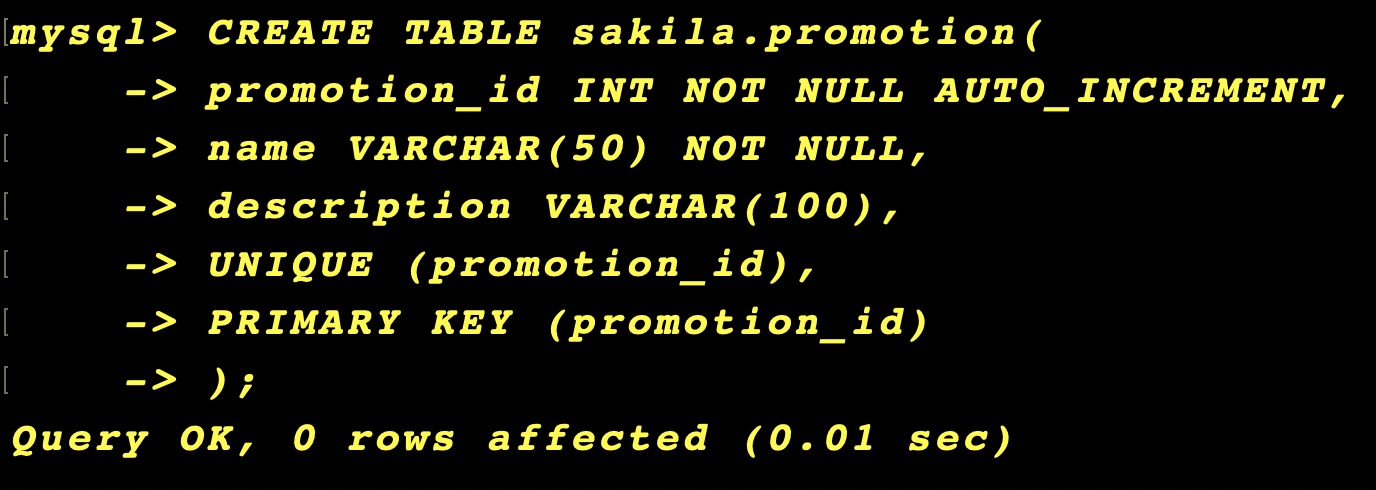 mysql> CREATE TABLE sakila.promotion(
-> promotion_id INT NOT NULL AUTO_INCREMENT,
-> name VARCHAR(50) NOT NULL,
-> description VARCHAR(100),
-> UNIQUE (promotion_id),
-> PRIMARY KEY (promotion_id)
-> );
Query OK, 0 rows affected (0.01 sec)